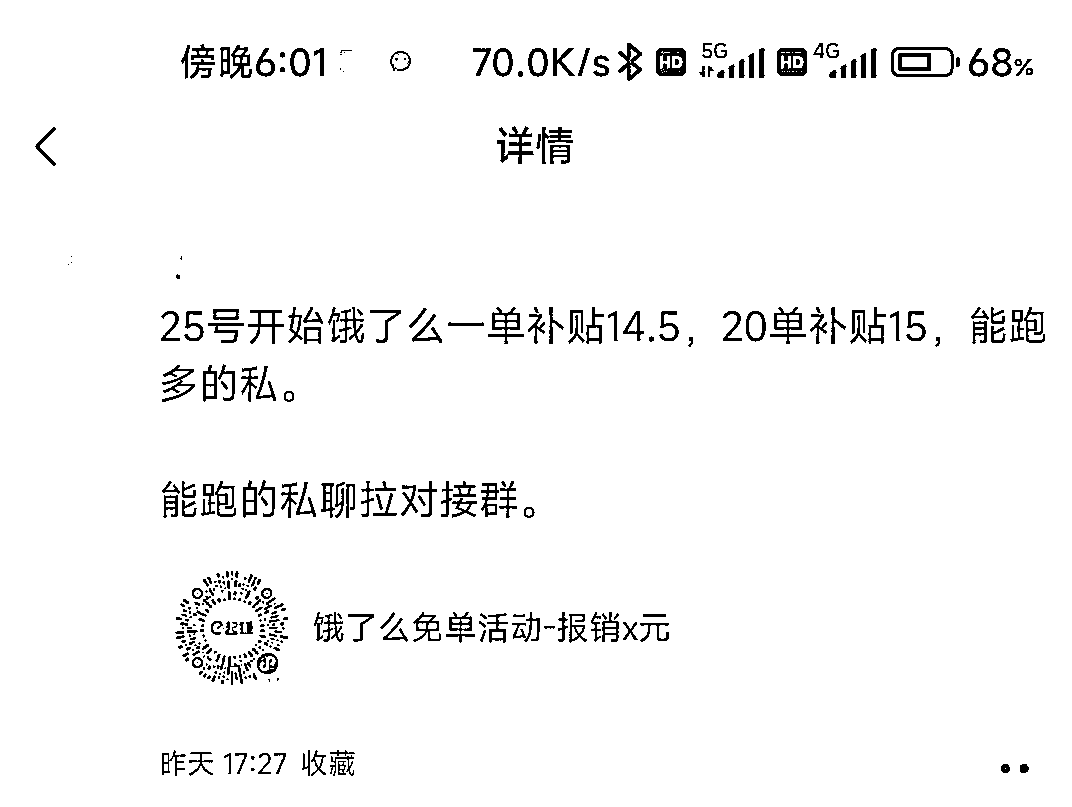 傍晚6:01 70.0K/s HD 5G HD 4G 68%
详情
25号开始饿了么一单补贴14.5，20单补贴15，能跑
多的私。
能跑的私聊拉对接群。
饿了么免单活动-报销x元
昨天 17:27 收藏